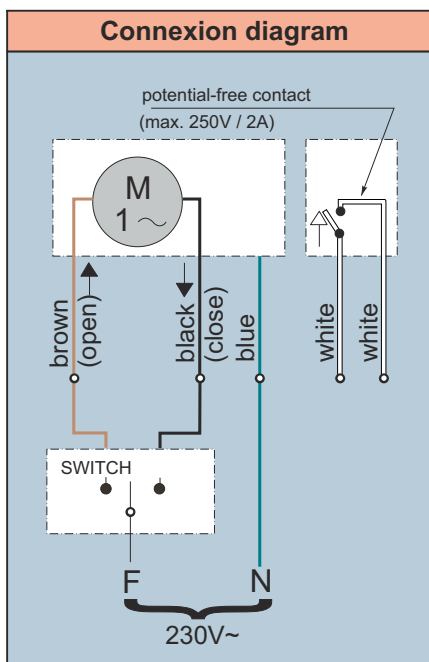 Connexion diagram
potential-free contact
(max. 250V / 2A)
M
1 ~
brown
(open)
black
(close)
blue
white
white
SWITCH
F
N
230V~